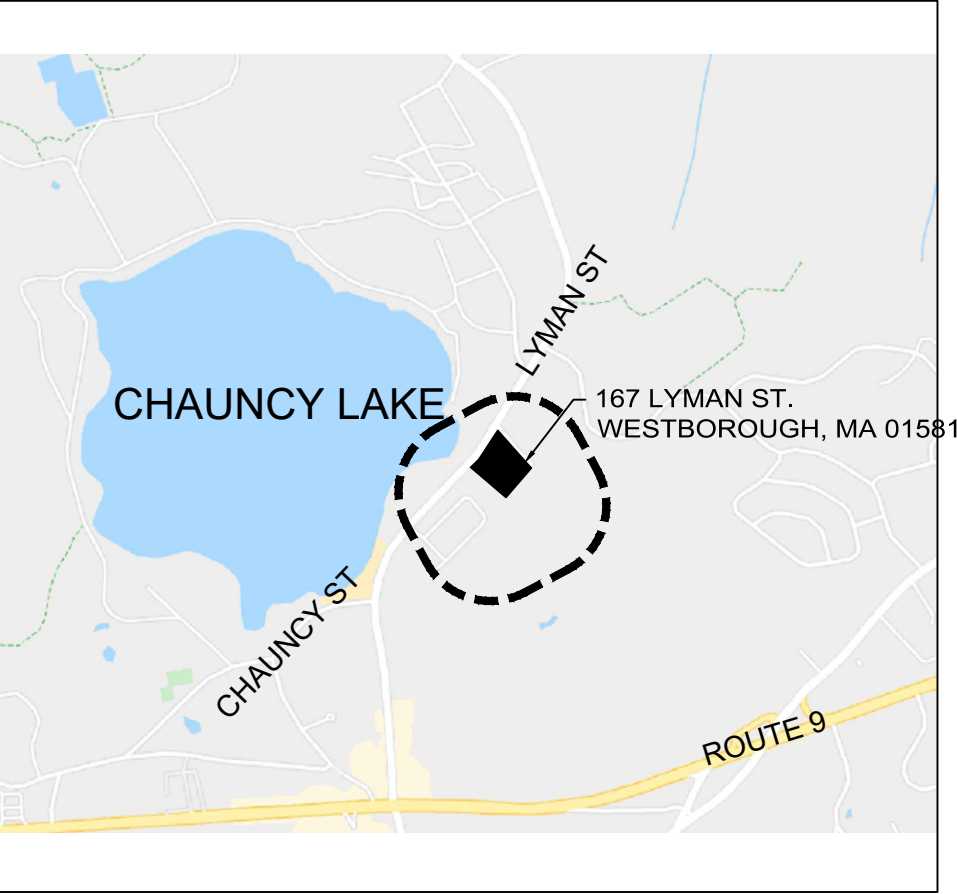 LYMAN ST
CHAUNCY LAKE
167 LYMAN ST.
WESTBOROUGH, MA 01581
CHAUNCY ST
ROUTE 9